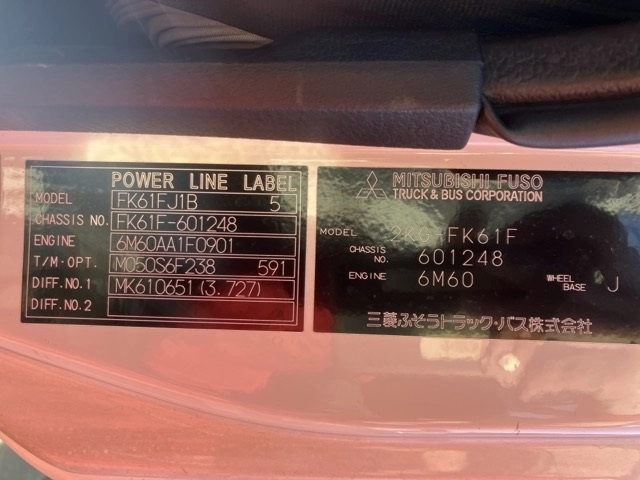 POWER LINE LABEL
MODEL FK61FJ1B 5
CHASSIS NO. FK61F-601248
ENGINE 6M60AA1F0901
T/M·OPT. M050S6F238 591
DIFF. NO.1 MK610651 (3.727)
DIFF. NO.2
MITSUBISHI FUSO
TRUCK & BUS CORPORATION
MODEL 2KG-FK61F
CHASSIS NO. 601248
ENGINE 6M60 WHEEL BASE J
三菱ふそうトラック・バス株式会社